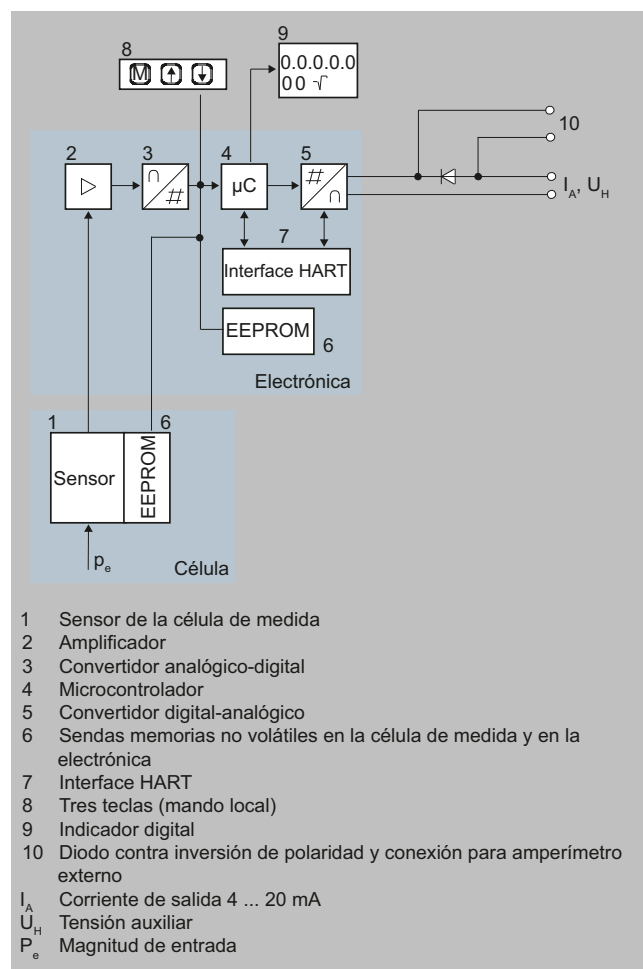 9
8
0.0.0.0.0
M ↑ ↓
00 √
10
2 3 4 5
∩
#
µC
#
∩
I_A, U_H
7
Interface HART
EEPROM
6
Electrónica
1 6
Sensor
EEPROM
p_e
Célula
1 Sensor de la célula de medida
2 Amplificador
3 Convertidor analógico-digital
4 Microcontrolador
5 Convertidor digital-analógico
6 Sendas memorias no volátiles en la célula de medida y en la
electrónica
7 Interface HART
8 Tres teclas (mando local)
9 Indicador digital
10 Diodo contra inversión de polaridad y conexión para amperímetro
externo
I_A Corriente de salida 4 ... 20 mA
U_H Tensión auxiliar
P_e Magnitud de entrada